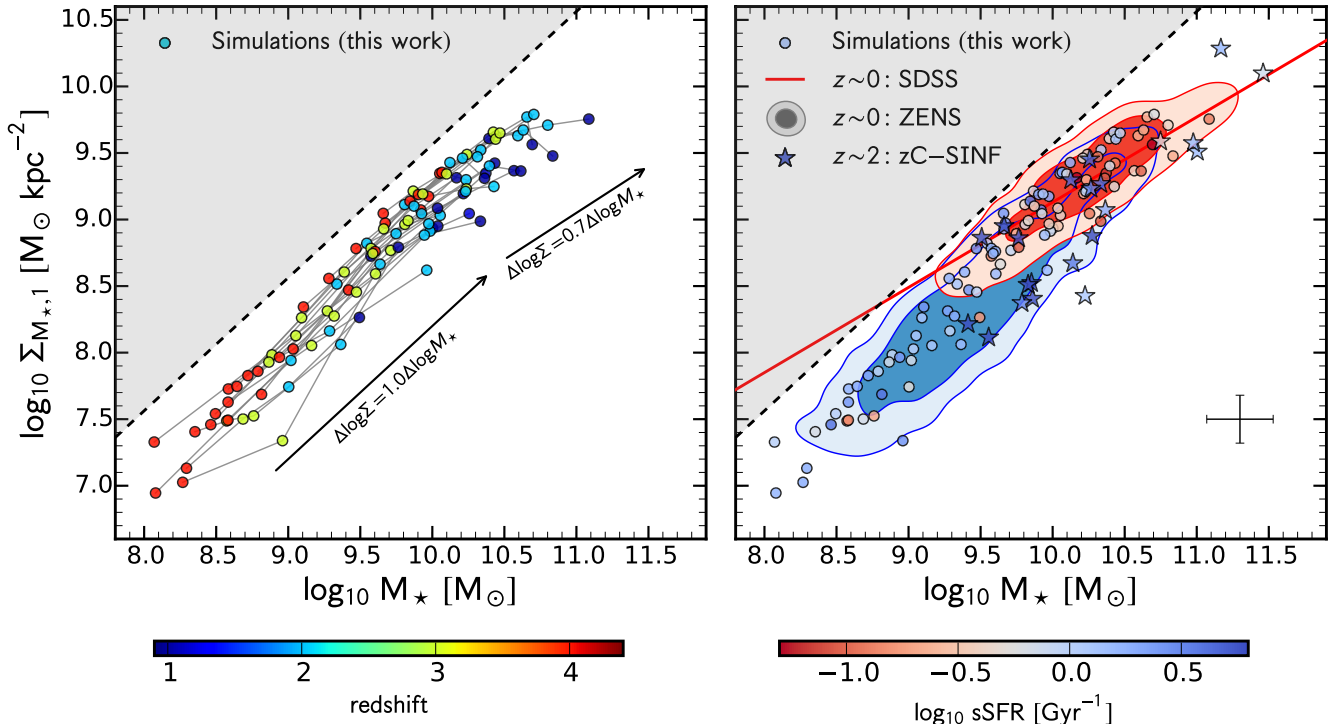 Simulations (this work)
Δlog Σ=1.0ΔlogM⋆
Δlog Σ=0.7ΔlogM⋆
10.5
10.0
9.5
9.0
8.5
8.0
7.5
7.0
log₁₀ Σ_M⋆,1 [M⊙ kpc⁻²]
8.0 8.5 9.0 9.5 10.0 10.5 11.0 11.5
log₁₀ M⋆ [M⊙]
1 2 3 4
redshift
Simulations (this work)
z~0: SDSS
z~0: ZENS
z~2: zC−SINF
8.0 8.5 9.0 9.5 10.0 10.5 11.0 11.5
log₁₀ M⋆ [M⊙]
−1.0 −0.5 0.0 0.5
log₁₀ sSFR [Gyr⁻¹]